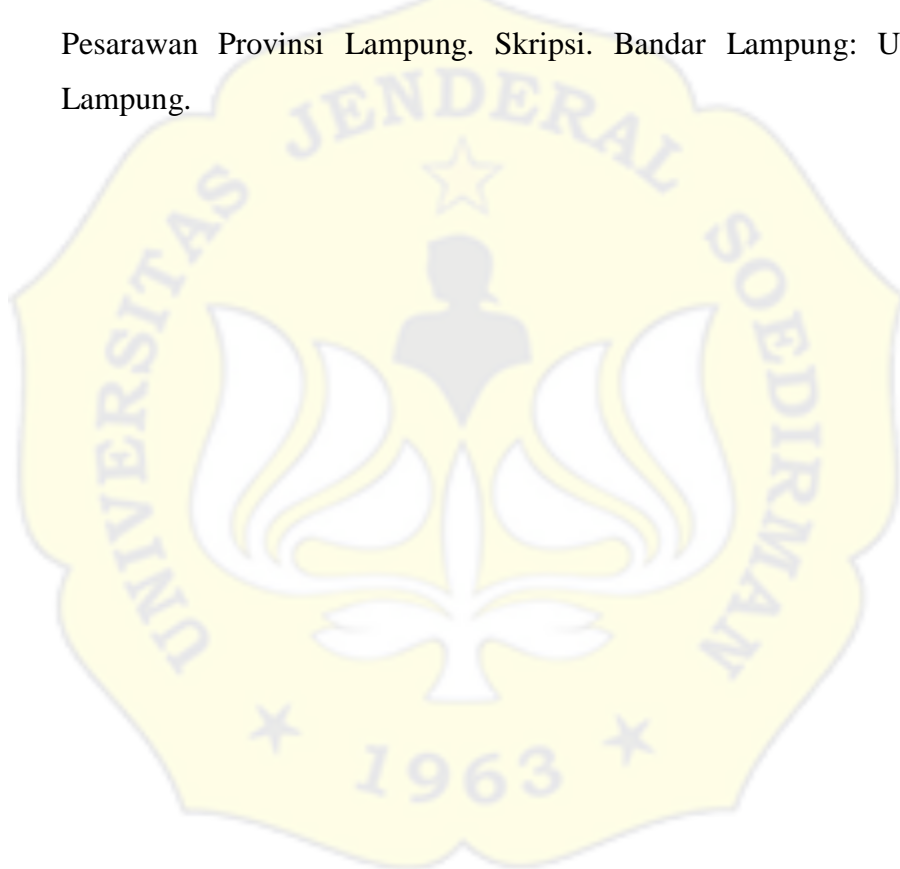 Pesarawan Provinsi Lampung. Skripsi. Bandar Lampung: U
Lampung.
UNIVERSITAS JENDERAL SOEDIRMAN
1963